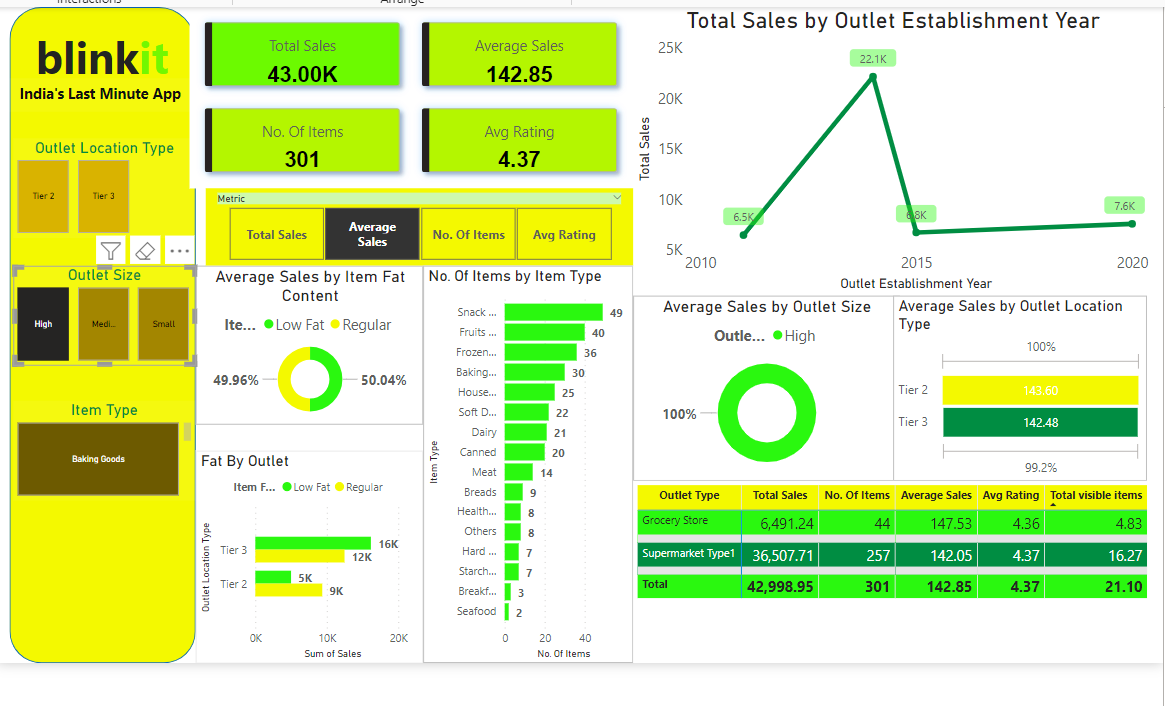 Interactions
Arrange
blinkit
India's Last Minute App
Outlet Location Type
Tier 2
Tier 3
Outlet Size
High
Medi...
Small
Item Type
Baking Goods
Total Sales
43.00K
Average Sales
142.85
No. Of Items
301
Avg Rating
4.37
Metric
Total Sales
Average
Sales
No. Of Items
Avg Rating
Total Sales by Outlet Establishment Year
Total Sales
25K
20K
15K
10K
5K
6.5K
22.1K
6.8K
7.6K
2010
2015
2020
Outlet Establishment Year
Average Sales by Item Fat
Content
Ite... Low Fat Regular
49.96%
50.04%
Fat By Outlet
Item F... Low Fat Regular
Outlet Location Type
Tier 3
16K
12K
Tier 2
5K
9K
0K
10K
20K
Sum of Sales
No. Of Items by Item Type
Item Type
Snack ... 49
Fruits ... 40
Frozen... 36
Baking... 30
House... 25
Soft D... 22
Dairy 21
Canned 20
Meat 14
Breads 9
Health... 8
Others 8
Hard ... 7
Starch... 7
Breakf... 3
Seafood 2
0
20
40
No. Of Items
Average Sales by Outlet Size
Outle... High
100%
Average Sales by Outlet Location
Type
100%
Tier 2 143.60
Tier 3 142.48
99.2%
Outlet Type Total Sales No. Of Items Average Sales Avg Rating Total visible items
Grocery Store 6,491.24 44 147.53 4.36 4.83
Supermarket Type1 36,507.71 257 142.05 4.37 16.27
Total 42,998.95 301 142.85 4.37 21.10